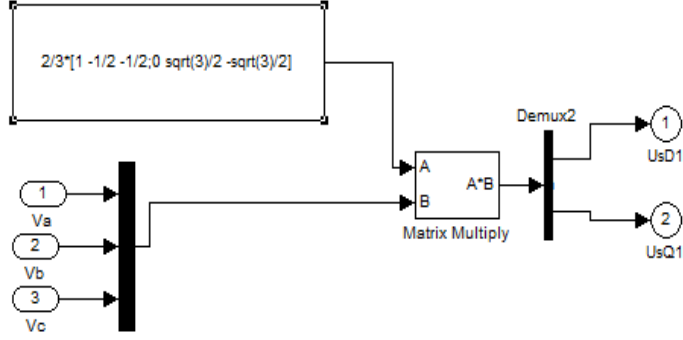 2/3*[1 -1/2 -1/2;0 sqrt(3)/2 -sqrt(3)/2]
Demux2
1
UsD1
A
A*B
B
Matrix Multiply
2
UsQ1
1
Va
2
Vb
3
Vc